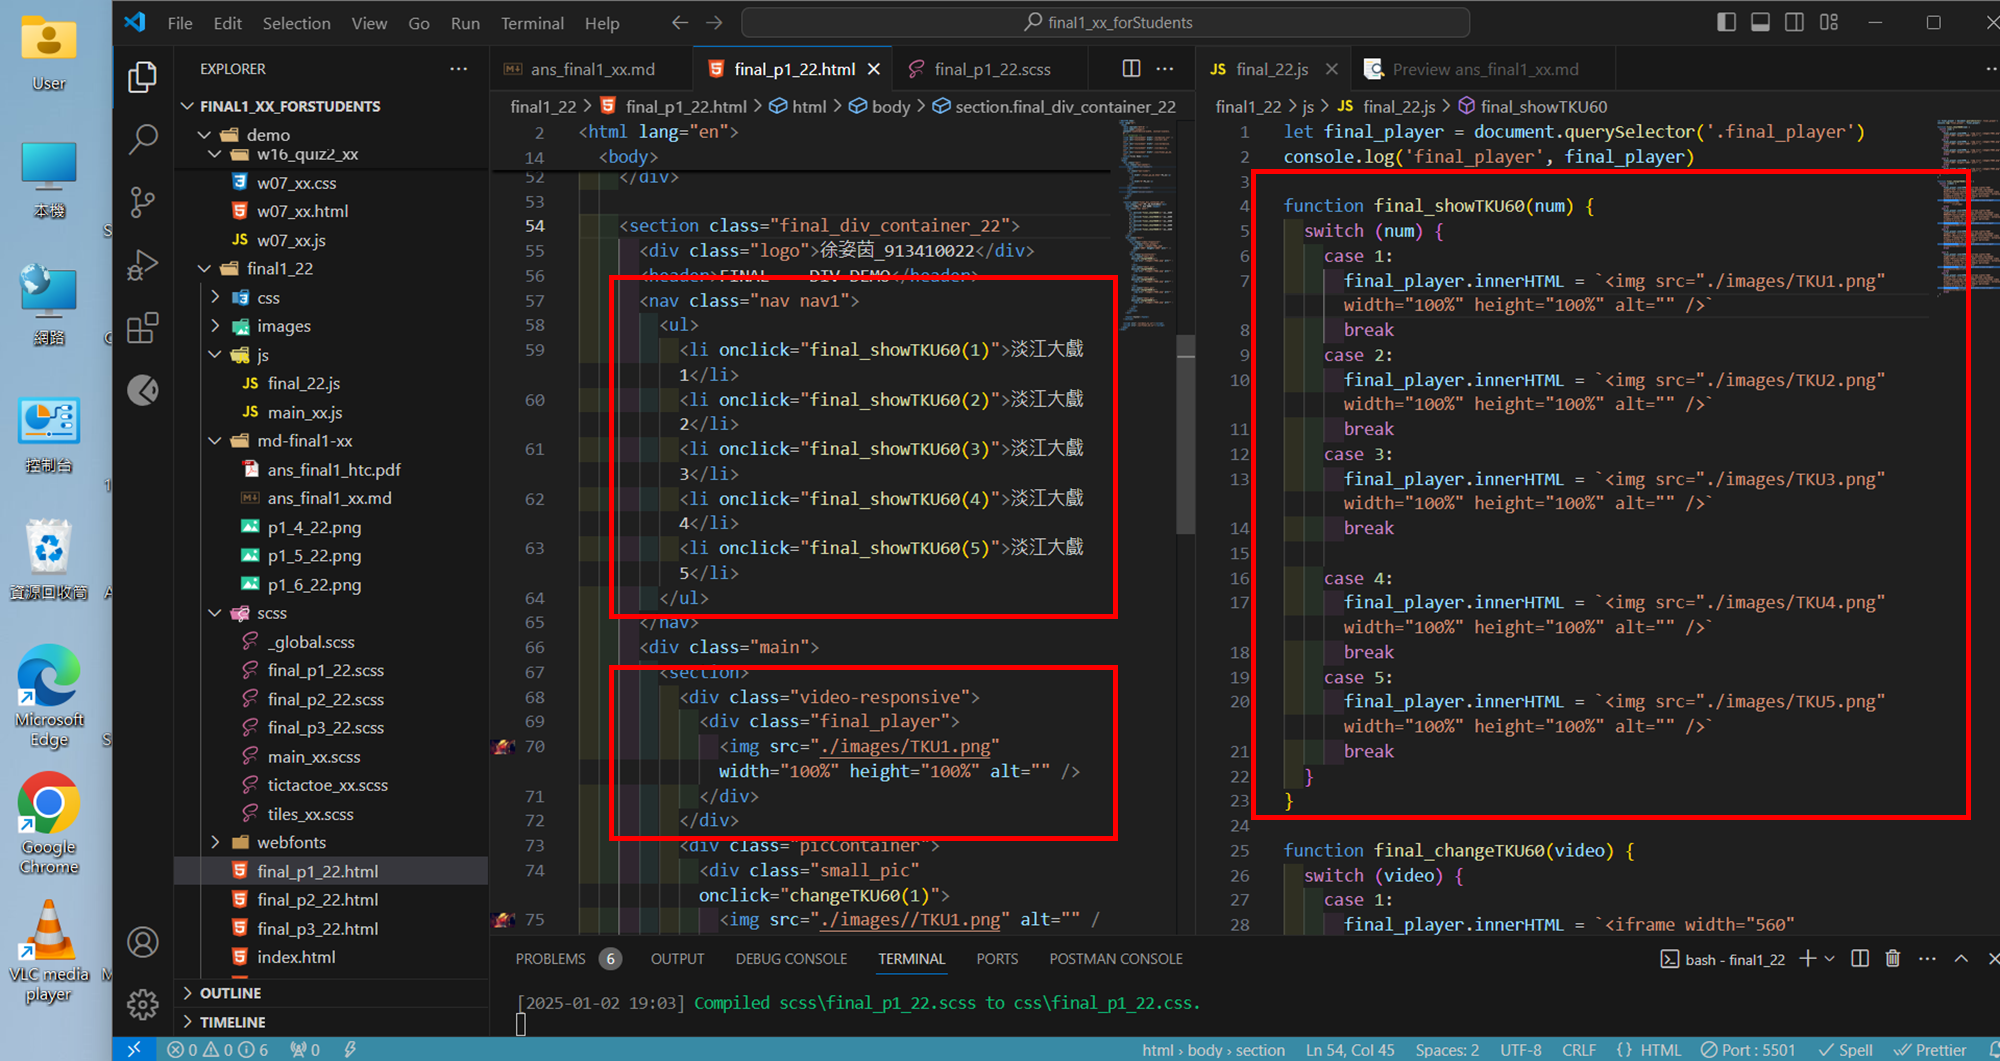 User
本機
網路
控制台
資源回收筒
Microsoft
Edge
Google
Chrome
VLC media
player
File Edit Selection View Go Run Terminal Help
final1_xx_forStudents
EXPLORER
FINAL1_XX_FORSTUDENTS
demo
w16_quiz2_xx
w07_xx.css
w07_xx.html
JS w07_xx.js
final1_22
css
images
js
JS final_22.js
JS main_xx.js
md-final1-xx
ans_final1_htc.pdf
ans_final1_xx.md
p1_4_22.png
p1_5_22.png
p1_6_22.png
scss
_global.scss
final_p1_22.scss
final_p2_22.scss
final_p3_22.scss
main_xx.scss
tictactoe_xx.scss
tiles_xx.scss
webfonts
final_p1_22.html
final_p2_22.html
final_p3_22.html
index.html
OUTLINE
TIMELINE
ans_final1_xx.md final_p1_22.html final_p1_22.scss
final1_22 > final_p1_22.html > html > body > section.final_div_container_22
2 <html lang="en">
14 <body>
52 </div>
53
54 <section class="final_div_container_22">
55 <div class="logo">徐姿茵_913410022</div>
56 <header>FINAL -- DIV DEMO</header>
57 <nav class="nav nav1">
58 <ul>
59 <li onclick="final_showTKU60(1)">淡江大戲
1</li>
60 <li onclick="final_showTKU60(2)">淡江大戲
2</li>
61 <li onclick="final_showTKU60(3)">淡江大戲
3</li>
62 <li onclick="final_showTKU60(4)">淡江大戲
4</li>
63 <li onclick="final_showTKU60(5)">淡江大戲
5</li>
64 </ul>
65 </nav>
66 <div class="main">
67 <section>
68 <div class="video-responsive">
69 <div class="final_player">
70 <img src="./images/TKU1.png"
width="100%" height="100%" alt="" />
71 </div>
72 </div>
73 <div class="picContainer">
74 <div class="small_pic"
onclick="changeTKU60(1)">
75 <img src="./images//TKU1.png" alt="" /
JS final_22.js Preview ans_final1_xx.md
final1_22 > js > JS final_22.js > final_showTKU60
1 let final_player = document.querySelector('.final_player')
2 console.log('final_player', final_player)
3
4 function final_showTKU60(num) {
5 switch (num) {
6 case 1:
7 final_player.innerHTML = `<img src="./images/TKU1.png"
width="100%" height="100%" alt="" />`
8 break
9 case 2:
10 final_player.innerHTML = `<img src="./images/TKU2.png"
width="100%" height="100%" alt="" />`
11 break
12 case 3:
13 final_player.innerHTML = `<img src="./images/TKU3.png"
width="100%" height="100%" alt="" />`
14 break
15
16 case 4:
17 final_player.innerHTML = `<img src="./images/TKU4.png"
width="100%" height="100%" alt="" />`
18 break
19 case 5:
20 final_player.innerHTML = `<img src="./images/TKU5.png"
width="100%" height="100%" alt="" />`
21 break
22 }
23 }
24
25 function final_changeTKU60(video) {
26 switch (video) {
27 case 1:
28 final_player.innerHTML = `<iframe width="560"
PROBLEMS 6 OUTPUT DEBUG CONSOLE TERMINAL PORTS POSTMAN CONSOLE
bash - final1_22
[2025-01-02 19:03] Compiled scss\final_p1_22.scss to css\final_p1_22.css.
0 0 6 0
html › body › section Ln 54, Col 45 Spaces: 2 UTF-8 CRLF {} HTML Port : 5501 Spell Prettier